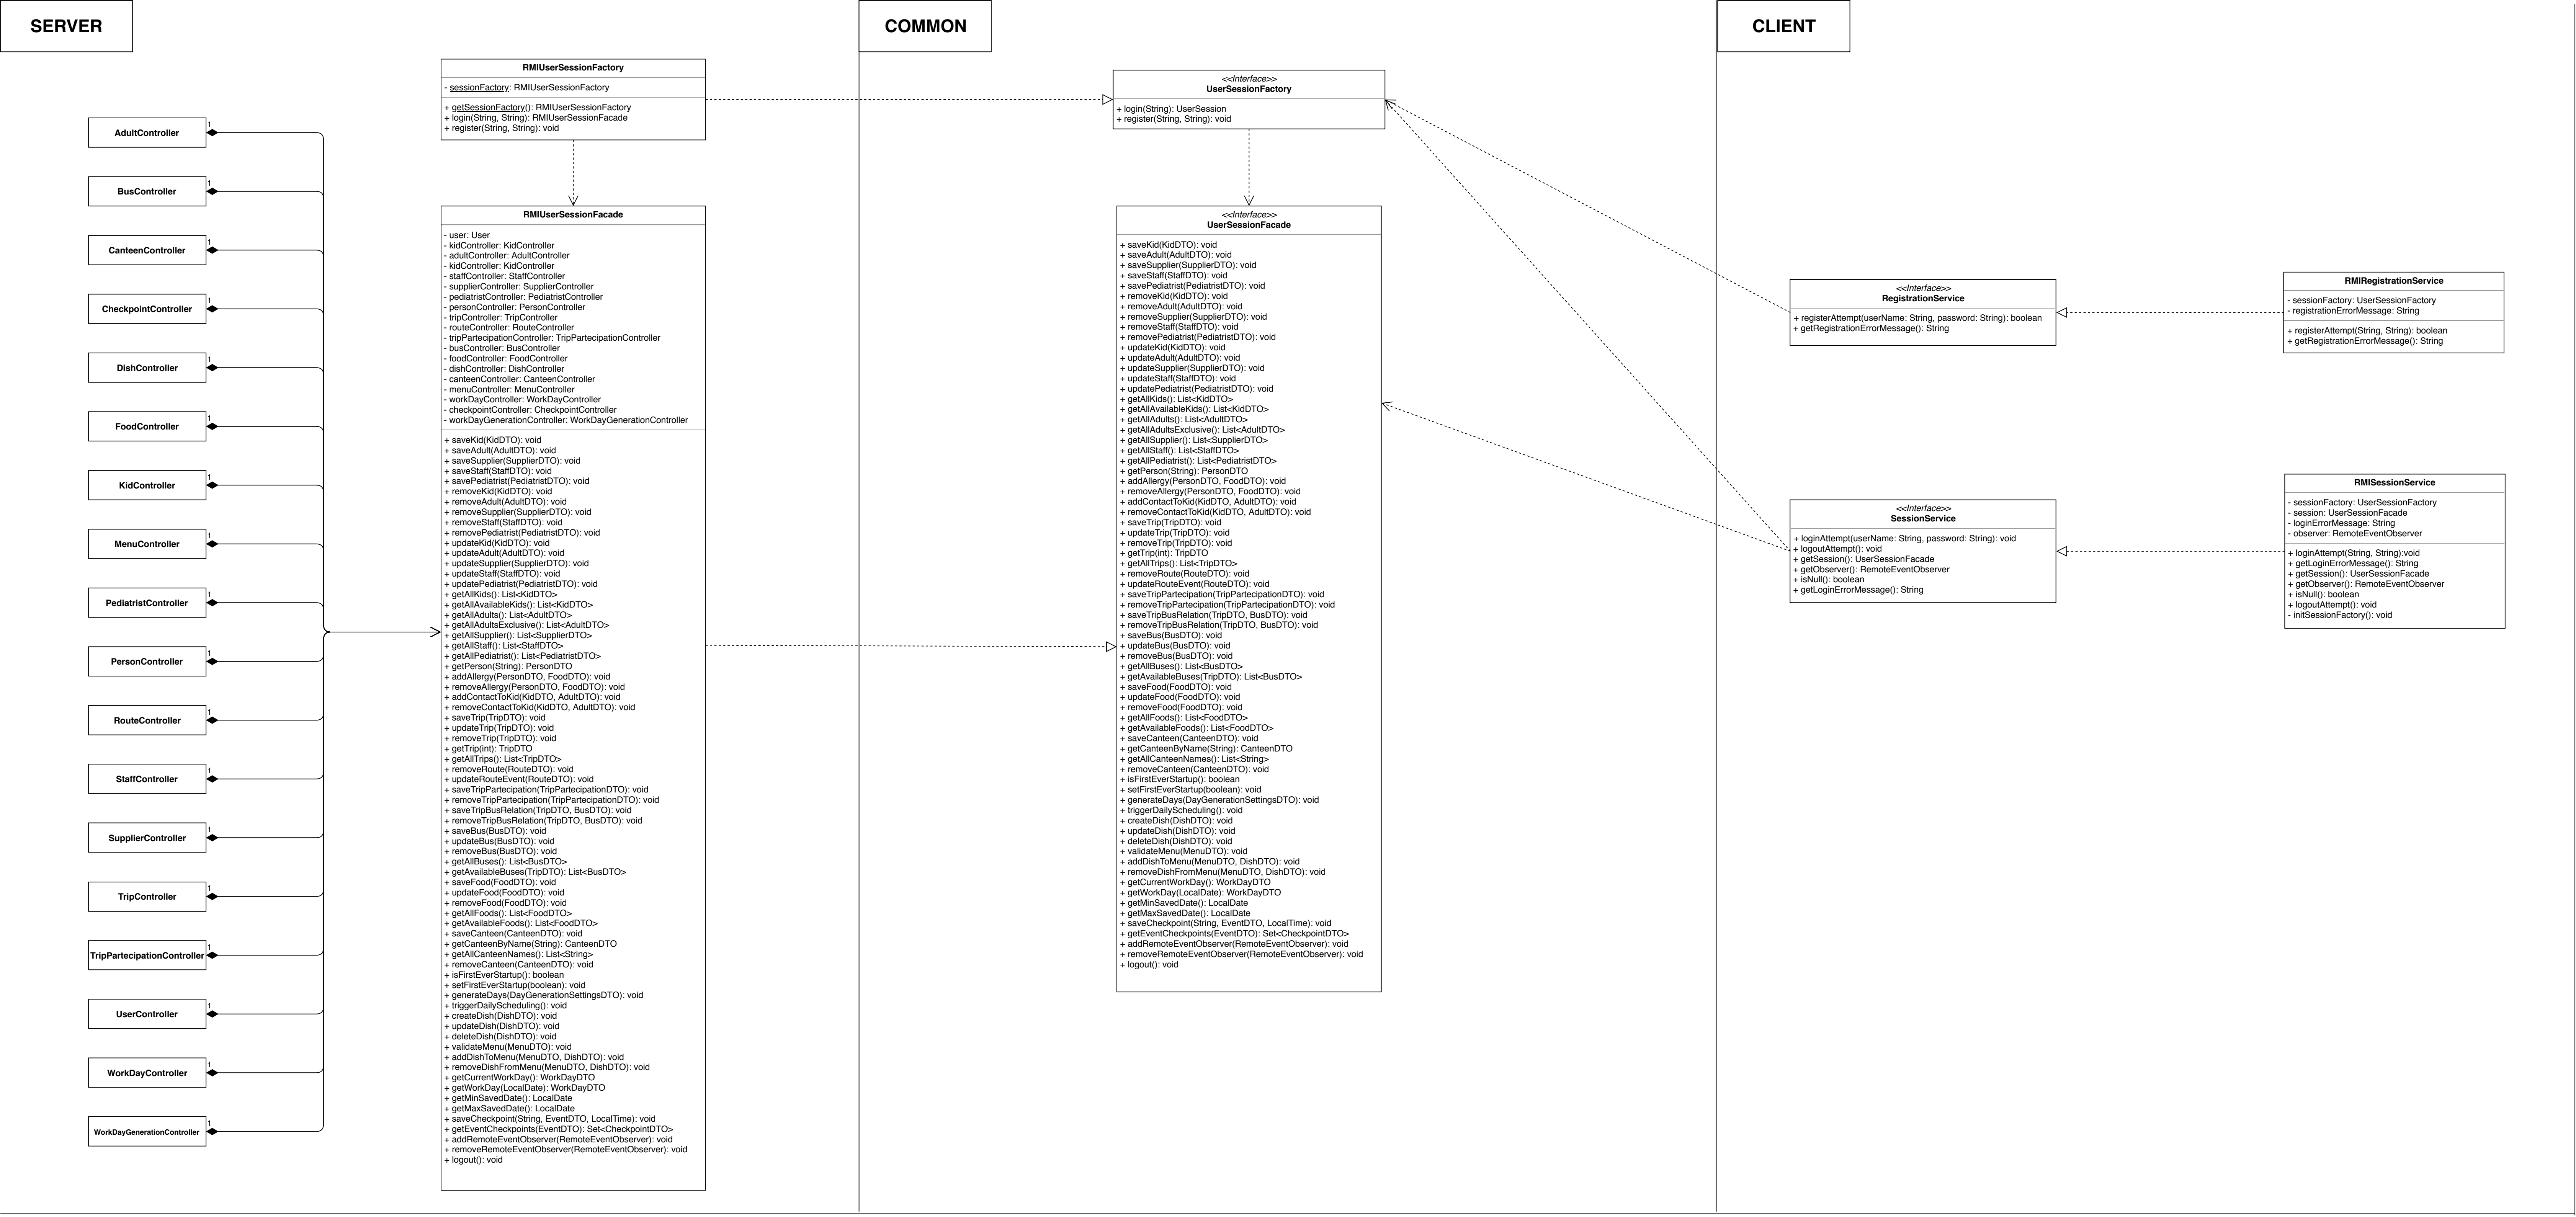 SERVER
AdultController
1
BusController
1
CanteenController
1
CheckpointController
1
DishController
1
FoodController
1
KidController
1
MenuController
1
PediatristController
1
PersonController
1
RouteController
1
StaffController
1
SupplierController
1
TripController
1
TripPartecipationController
1
UserController
1
WorkDayController
1
WorkDayGenerationController
1
RMIUserSessionFactory
- sessionFactory: RMIUserSessionFactory
+ getSessionFactory(): RMIUserSessionFactory
+ login(String, String): RMIUserSessionFacade
+ register(String, String): void
RMIUserSessionFacade
- user: User
- kidController: KidController
- adultController: AdultController
- kidController: KidController
- staffController: StaffController
- supplierController: SupplierController
- pediatristController: PediatristController
- personController: PersonController
- tripController: TripController
- routeController: RouteController
- tripPartecipationController: TripPartecipationController
- busController: BusController
- foodController: FoodController
- dishController: DishController
- canteenController: CanteenController
- menuController: MenuController
- workDayController: WorkDayController
- checkpointController: CheckpointController
- workDayGenerationController: WorkDayGenerationController
+ saveKid(KidDTO): void
+ saveAdult(AdultDTO): void
+ saveSupplier(SupplierDTO): void
+ saveStaff(StaffDTO): void
+ savePediatrist(PediatristDTO): void
+ removeKid(KidDTO): void
+ removeAdult(AdultDTO): void
+ removeSupplier(SupplierDTO): void
+ removeStaff(StaffDTO): void
+ removePediatrist(PediatristDTO): void
+ updateKid(KidDTO): void
+ updateAdult(AdultDTO): void
+ updateSupplier(SupplierDTO): void
+ updateStaff(StaffDTO): void
+ updatePediatrist(PediatristDTO): void
+ getAllKids(): List<KidDTO>
+ getAllAvailableKids(): List<KidDTO>
+ getAllAdults(): List<AdultDTO>
+ getAllAdultsExclusive(): List<AdultDTO>
+ getAllSupplier(): List<SupplierDTO>
+ getAllStaff(): List<StaffDTO>
+ getAllPediatrist(): List<PediatristDTO>
+ getPerson(String): PersonDTO
+ addAllergy(PersonDTO, FoodDTO): void
+ removeAllergy(PersonDTO, FoodDTO): void
+ addContactToKid(KidDTO, AdultDTO): void
+ removeContactToKid(KidDTO, AdultDTO): void
+ saveTrip(TripDTO): void
+ updateTrip(TripDTO): void
+ removeTrip(TripDTO): void
+ getTrip(int): TripDTO
+ getAllTrips(): List<TripDTO>
+ removeRoute(RouteDTO): void
+ updateRouteEvent(RouteDTO): void
+ saveTripPartecipation(TripPartecipationDTO): void
+ removeTripPartecipation(TripPartecipationDTO): void
+ saveTripBusRelation(TripDTO, BusDTO): void
+ removeTripBusRelation(TripDTO, BusDTO): void
+ saveBus(BusDTO): void
+ updateBus(BusDTO): void
+ removeBus(BusDTO): void
+ getAllBuses(): List<BusDTO>
+ getAvailableBuses(TripDTO): List<BusDTO>
+ saveFood(FoodDTO): void
+ updateFood(FoodDTO): void
+ removeFood(FoodDTO): void
+ getAllFoods(): List<FoodDTO>
+ getAvailableFoods(): List<FoodDTO>
+ saveCanteen(CanteenDTO): void
+ getCanteenByName(String): CanteenDTO
+ getAllCanteenNames(): List<String>
+ removeCanteen(CanteenDTO): void
+ isFirstEverStartup(): boolean
+ setFirstEverStartup(boolean): void
+ generateDays(DayGenerationSettingsDTO): void
+ triggerDailyScheduling(): void
+ createDish(DishDTO): void
+ updateDish(DishDTO): void
+ deleteDish(DishDTO): void
+ validateMenu(MenuDTO): void
+ addDishToMenu(MenuDTO, DishDTO): void
+ removeDishFromMenu(MenuDTO, DishDTO): void
+ getCurrentWorkDay(): WorkDayDTO
+ getWorkDay(LocalDate): WorkDayDTO
+ getMinSavedDate(): LocalDate
+ getMaxSavedDate(): LocalDate
+ saveCheckpoint(String, EventDTO, LocalTime): void
+ getEventCheckpoints(EventDTO): Set<CheckpointDTO>
+ addRemoteEventObserver(RemoteEventObserver): void
+ removeRemoteEventObserver(RemoteEventObserver): void
+ logout(): void
COMMON
<<Interface>>
UserSessionFactory
+ login(String): UserSession
+ register(String, String): void
<<Interface>>
UserSessionFacade
+ saveKid(KidDTO): void
+ saveAdult(AdultDTO): void
+ saveSupplier(SupplierDTO): void
+ saveStaff(StaffDTO): void
+ savePediatrist(PediatristDTO): void
+ removeKid(KidDTO): void
+ removeAdult(AdultDTO): void
+ removeSupplier(SupplierDTO): void
+ removeStaff(StaffDTO): void
+ removePediatrist(PediatristDTO): void
+ updateKid(KidDTO): void
+ updateAdult(AdultDTO): void
+ updateSupplier(SupplierDTO): void
+ updateStaff(StaffDTO): void
+ updatePediatrist(PediatristDTO): void
+ getAllKids(): List<KidDTO>
+ getAllAvailableKids(): List<KidDTO>
+ getAllAdults(): List<AdultDTO>
+ getAllAdultsExclusive(): List<AdultDTO>
+ getAllSupplier(): List<SupplierDTO>
+ getAllStaff(): List<StaffDTO>
+ getAllPediatrist(): List<PediatristDTO>
+ getPerson(String): PersonDTO
+ addAllergy(PersonDTO, FoodDTO): void
+ removeAllergy(PersonDTO, FoodDTO): void
+ addContactToKid(KidDTO, AdultDTO): void
+ removeContactToKid(KidDTO, AdultDTO): void
+ saveTrip(TripDTO): void
+ updateTrip(TripDTO): void
+ removeTrip(TripDTO): void
+ getTrip(int): TripDTO
+ getAllTrips(): List<TripDTO>
+ removeRoute(RouteDTO): void
+ updateRouteEvent(RouteDTO): void
+ saveTripPartecipation(TripPartecipationDTO): void
+ removeTripPartecipation(TripPartecipationDTO): void
+ saveTripBusRelation(TripDTO, BusDTO): void
+ removeTripBusRelation(TripDTO, BusDTO): void
+ saveBus(BusDTO): void
+ updateBus(BusDTO): void
+ removeBus(BusDTO): void
+ getAllBuses(): List<BusDTO>
+ getAvailableBuses(TripDTO): List<BusDTO>
+ saveFood(FoodDTO): void
+ updateFood(FoodDTO): void
+ removeFood(FoodDTO): void
+ getAllFoods(): List<FoodDTO>
+ getAvailableFoods(): List<FoodDTO>
+ saveCanteen(CanteenDTO): void
+ getCanteenByName(String): CanteenDTO
+ getAllCanteenNames(): List<String>
+ removeCanteen(CanteenDTO): void
+ isFirstEverStartup(): boolean
+ setFirstEverStartup(boolean): void
+ generateDays(DayGenerationSettingsDTO): void
+ triggerDailyScheduling(): void
+ createDish(DishDTO): void
+ updateDish(DishDTO): void
+ deleteDish(DishDTO): void
+ validateMenu(MenuDTO): void
+ addDishToMenu(MenuDTO, DishDTO): void
+ removeDishFromMenu(MenuDTO, DishDTO): void
+ getCurrentWorkDay(): WorkDayDTO
+ getWorkDay(LocalDate): WorkDayDTO
+ getMinSavedDate(): LocalDate
+ getMaxSavedDate(): LocalDate
+ saveCheckpoint(String, EventDTO, LocalTime): void
+ getEventCheckpoints(EventDTO): Set<CheckpointDTO>
+ addRemoteEventObserver(RemoteEventObserver): void
+ removeRemoteEventObserver(RemoteEventObserver): void
+ logout(): void
CLIENT
<<Interface>>
RegistrationService
+ registerAttempt(userName: String, password: String): boolean
+ getRegistrationErrorMessage(): String
RMIRegistrationService
- sessionFactory: UserSessionFactory
- registrationErrorMessage: String
+ registerAttempt(String, String): boolean
+ getRegistrationErrorMessage(): String
<<Interface>>
SessionService
+ loginAttempt(userName: String, password: String): void
+ logoutAttempt(): void
+ getSession(): UserSessionFacade
+ getObserver(): RemoteEventObserver
+ isNull(): boolean
+ getLoginErrorMessage(): String
RMISessionService
- sessionFactory: UserSessionFactory
- session: UserSessionFacade
- loginErrorMessage: String
- observer: RemoteEventObserver
+ loginAttempt(String, String):void
+ getLoginErrorMessage(): String
+ getSession(): UserSessionFacade
+ getObserver(): RemoteEventObserver
+ isNull(): boolean
+ logoutAttempt(): void
- initSessionFactory(): void